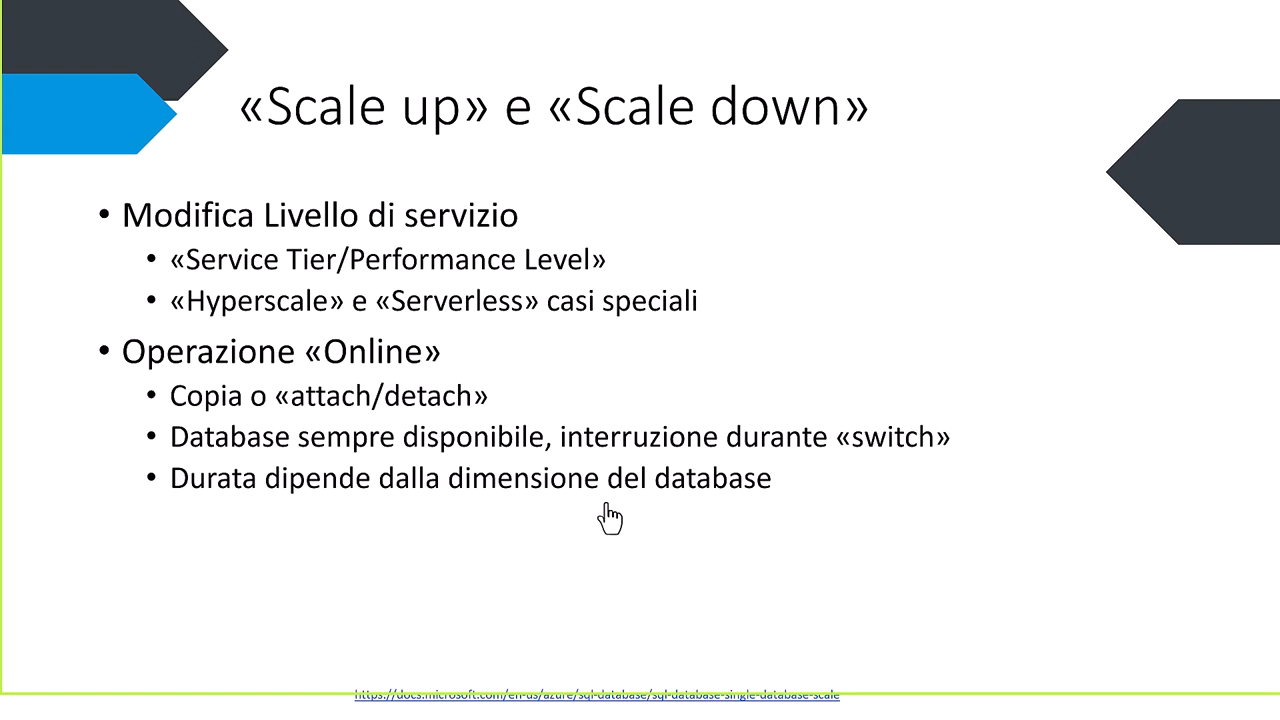 «Scale up» e «Scale down»
• Modifica Livello di servizio
• «Service Tier/Performance Level»
• «Hyperscale» e «Serverless» casi speciali
• Operazione «Online»
• Copia o «attach/detach»
• Database sempre disponibile, interruzione durante «switch»
• Durata dipende dalla dimensione del database
https://docs.microsoft.com/en-us/azure/sql-database/sql-database-single-database-scale